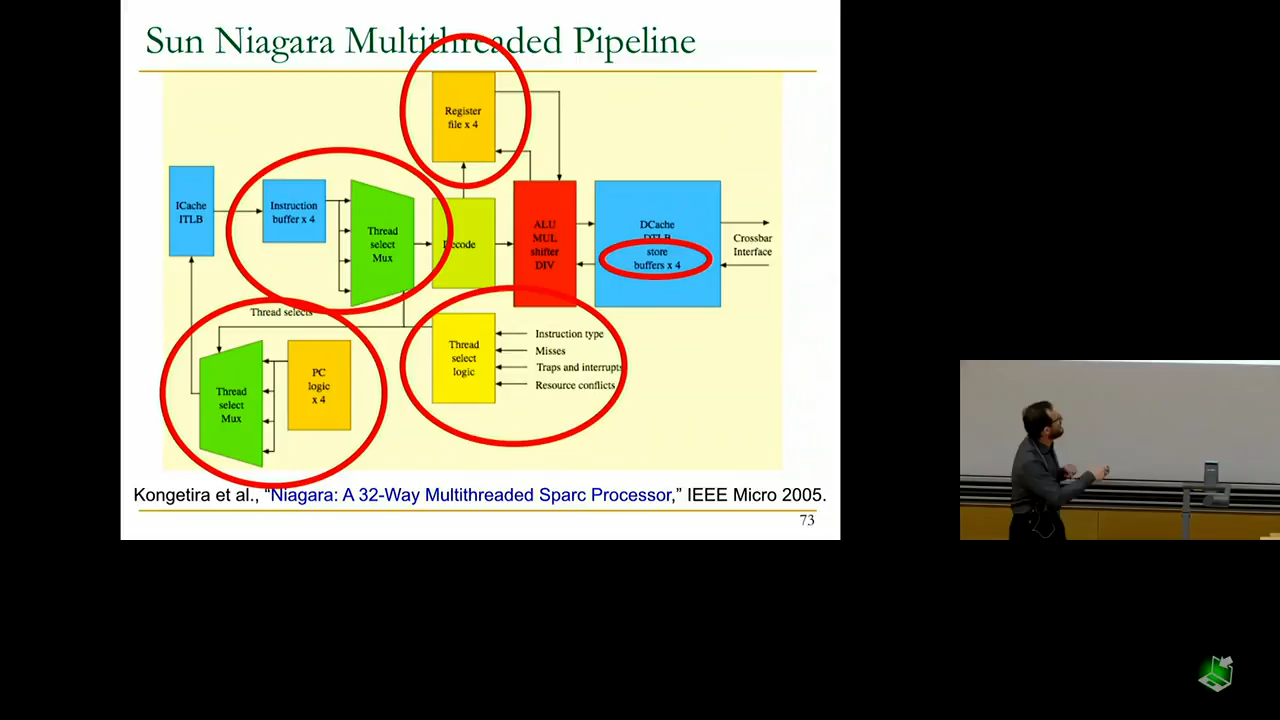 Sun Niagara Multithreaded Pipeline
Register
file x 4
ICache
ITLB
Instruction
buffer x 4
Thread
select
Mux
Decode
ALU
MUL
shifter
DIV
DCache
DTLB
store
buffers x 4
Crossbar
Interface
Thread selects
Thread
select
Mux
PC
logic
x 4
Thread
select
logic
Instruction type
Misses
Traps and interrupts
Resource conflicts
Kongetira et al., “Niagara: A 32-Way Multithreaded Sparc Processor,” IEEE Micro 2005.
73